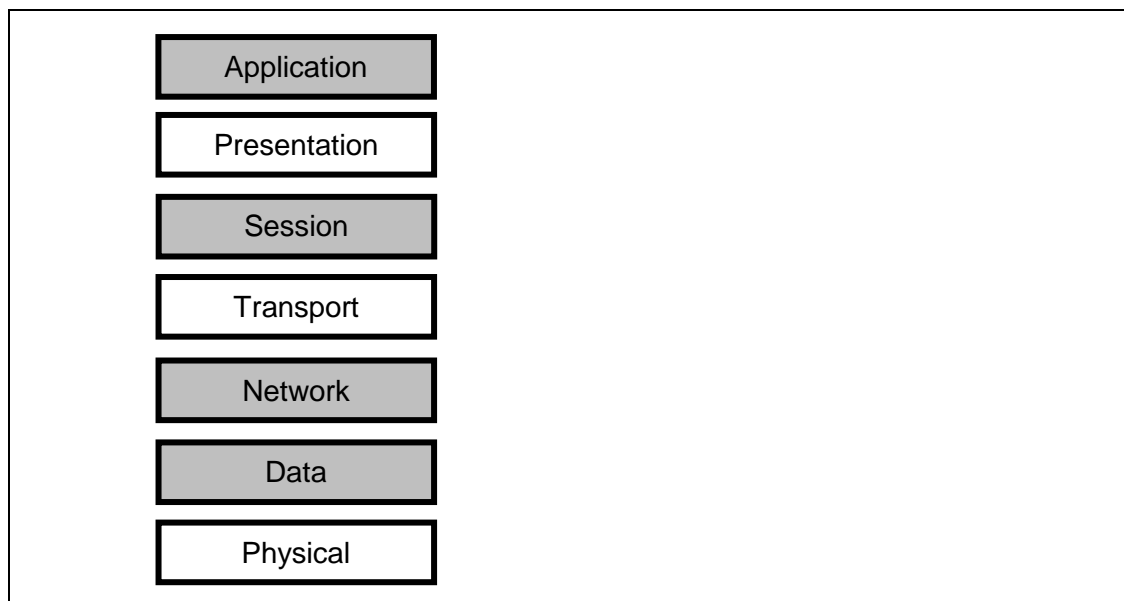 Application
Presentation
Session
Transport
Network
Data
Physical